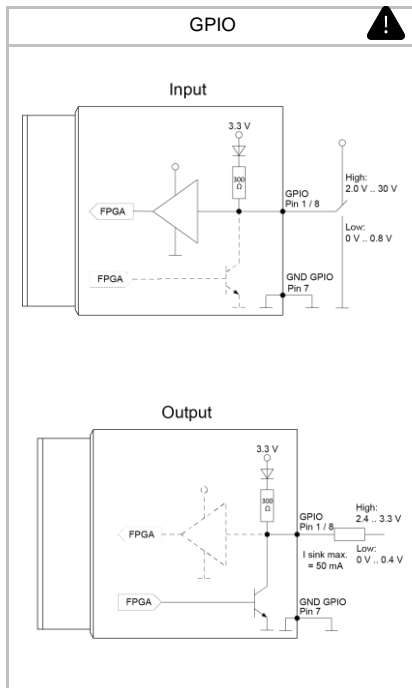 GPIO
Input
3.3 V
300
Ω
GPIO
Pin 1 / 8
High:
2.0 V .. 30 V
Low:
0 V .. 0.8 V
FPGA
FPGA
GND GPIO
Pin 7
Output
3.3 V
300
Ω
GPIO
Pin 1 / 8
High:
2.4 .. 3.3 V
Low:
0 V .. 0.4 V
I sink max.
= 50 mA
FPGA
FPGA
GND GPIO
Pin 7